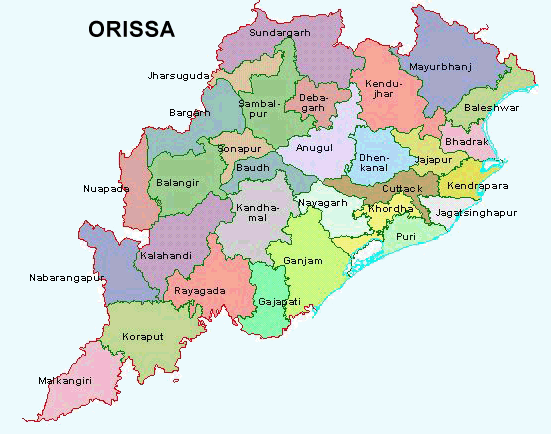 ORISSA
Sundargarh
Jharsuguda
Mayurbhanj
Kendu-
jhar
Baleshwar
Deba-
garh
Sambal-
pur
Bargarh
Bhadrak
Sonapur
Anugul
Dhen-
kanal
Jajapur
Baudh
Nuapada
Balangir
Cuttack
Kendrapara
Nayagarh
Khordha
Jagatsinghapur
Kandha-
mal
Puri
Kalahandi
Ganjam
Nabarangapur
Rayagada
Gajapati
Koraput
Malkangiri